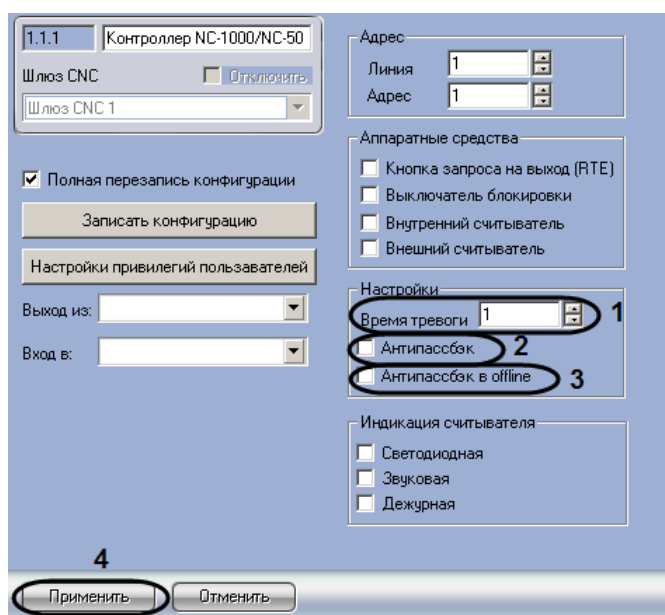 1.1.1 Контроллер NC-1000/NC-50
Шлюз CNC Отключить
Шлюз CNC 1
Полная перезапись конфигурации
Записать конфигурацию
Настройки привилегий пользавателей
Выход из:
Вход в:
Адрес
Линия 1
Адрес 1
Аппаратные средства
Кнопка запроса на выход (RTE)
Выключатель блокировки
Внутренний считыватель
Внешний считыватель
Настройки
Время тревоги 1 1
Антипассбэк 2
Антипассбэк в offline 3
Индикация считывателя
Светодиодная
Звуковая
Дежурная
4
Применить Отменить